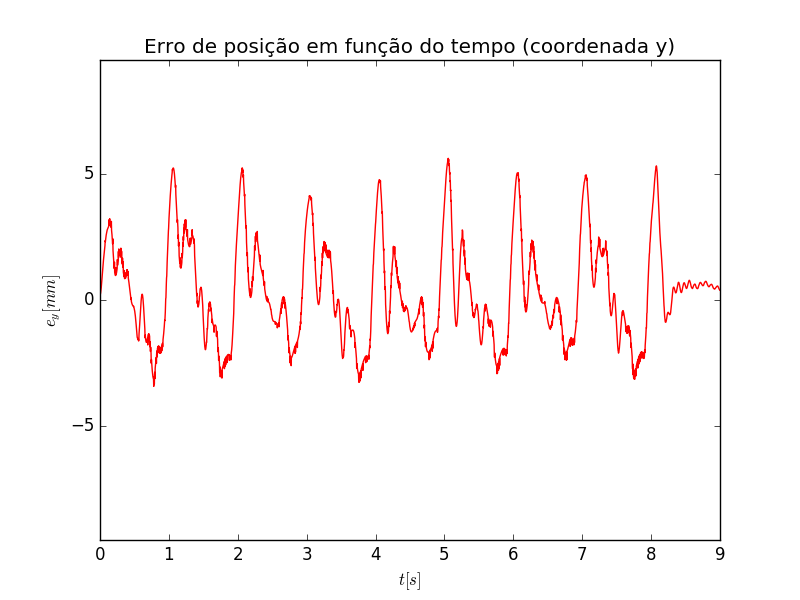 Erro de posição em função do tempo (coordenada y)
5
0
−5
e_y[mm]
0 1 2 3 4 5 6 7 8 9
t[s]